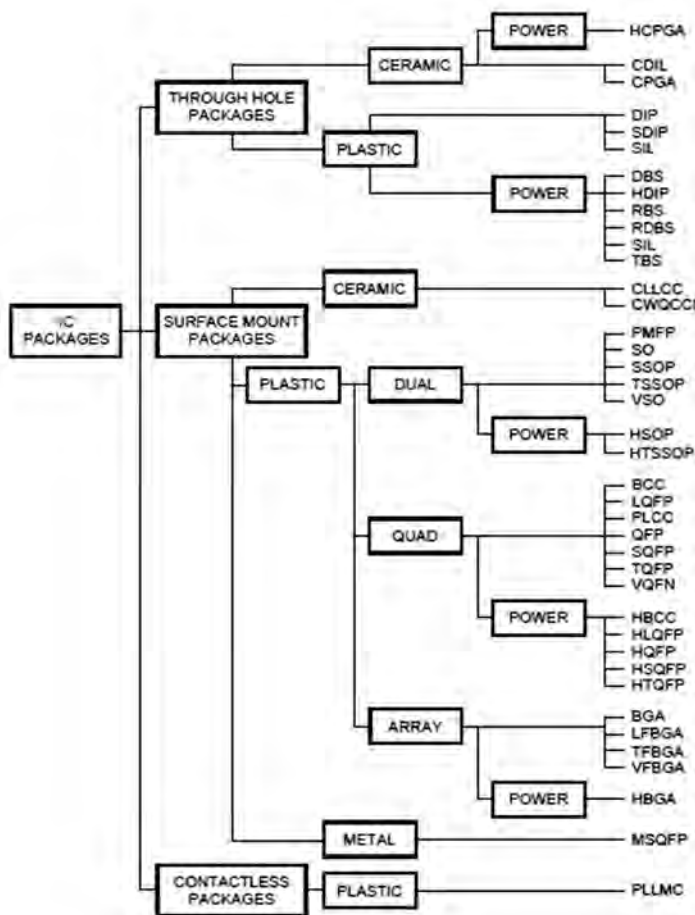 POWER
HCPGA
CERAMIC
CDIL
CPGA
THROUGH HOLE
PACKAGES
DIP
SDIP
SIL
PLASTIC
DBS
HDIP
POWER
RBS
RDBS
SIL
TBS
CERAMIC
CLLCC
IC
PACKAGES
SURFACE MOUNT
PACKAGES
PMFP
SO
SSOP
PLASTIC
DUAL
TSSOP
VSO
POWER
HSOP
HTSSOP
BCC
LQFP
PLCC
QUAD
QFP
SQFP
TQFP
VQFN
POWER
HBCC
HLQFP
HQFP
HSQFP
HTQFP
BGA
ARRAY
LFBGA
TFBGA
VFBGA
POWER
HBGA
METAL
MSQFP
CONTACTLESS
PACKAGES
PLASTIC
PLLMC